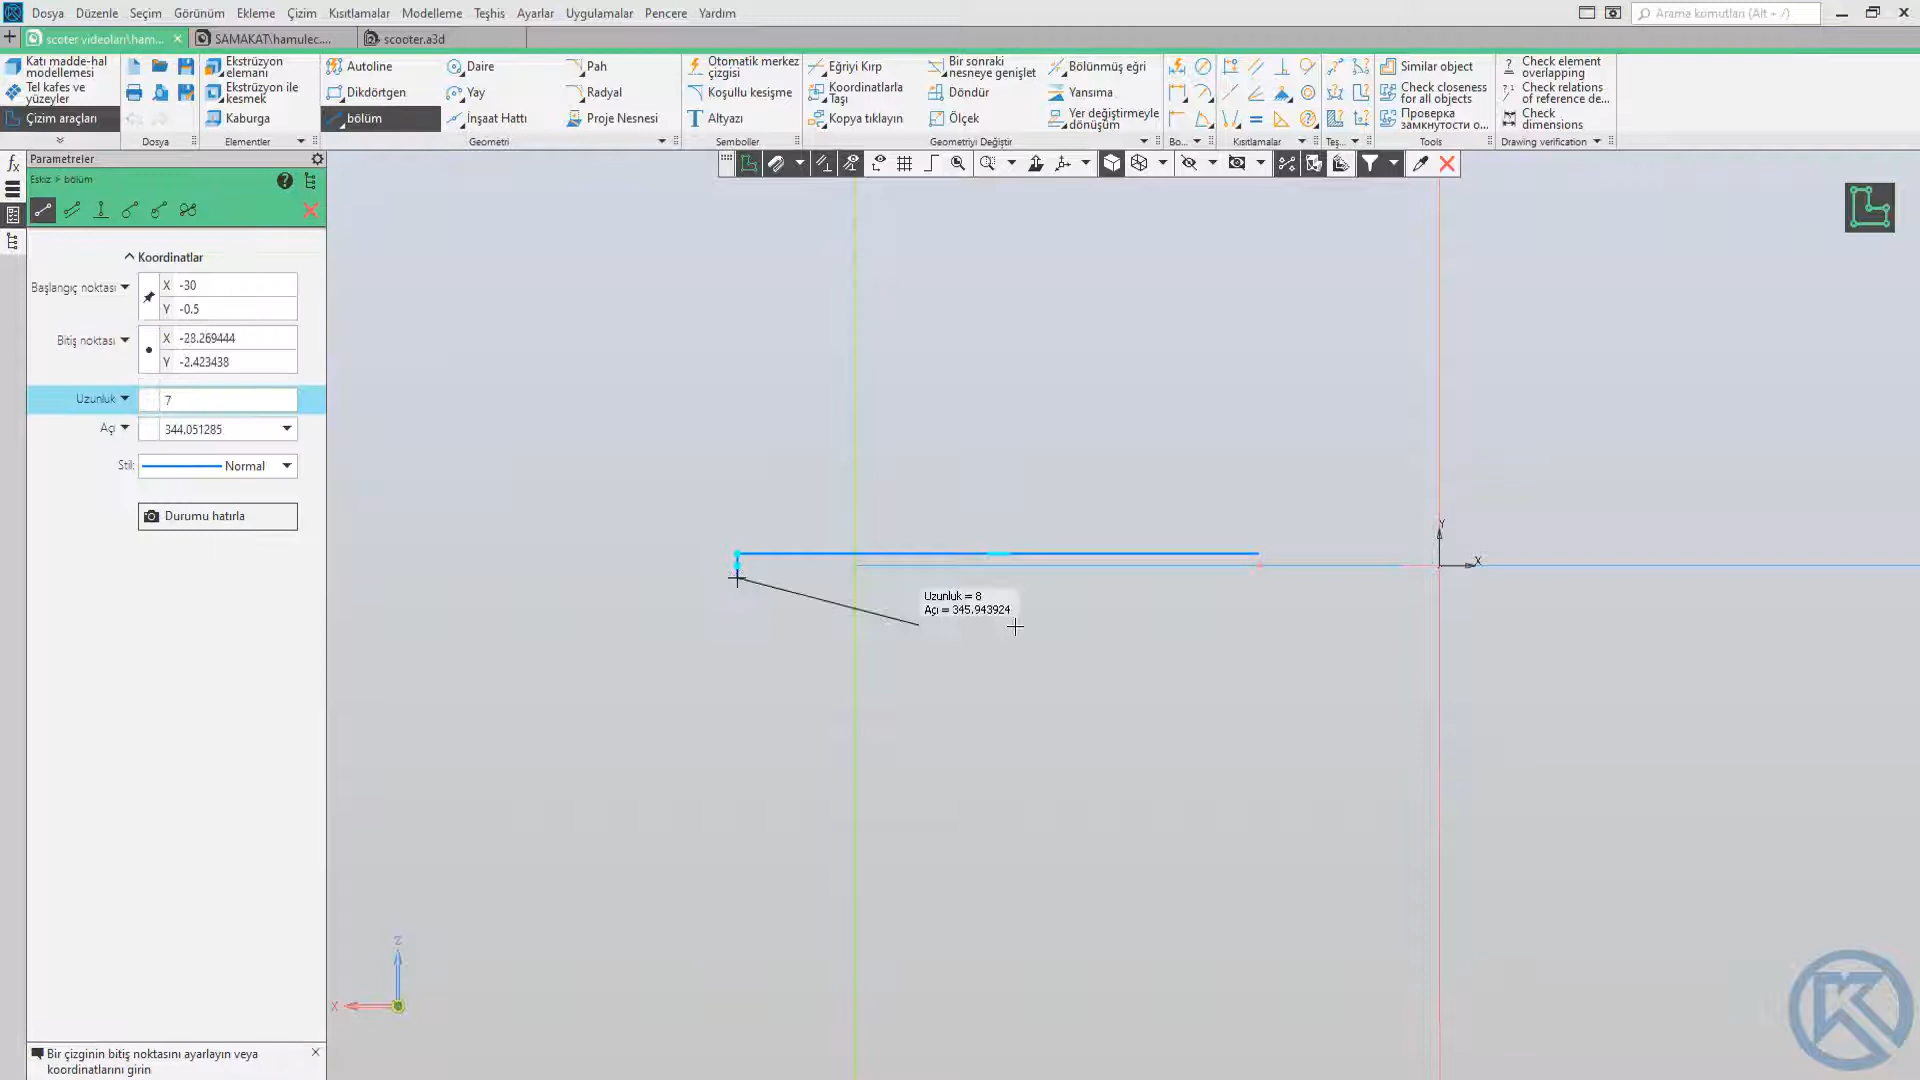 Dosya Düzenle Seçim Görünüm Ekleme Çizim Kısıtlamalar Modelleme Teşhis Ayarlar Uygulamalar Pencere Yardım
Arama komutları (Alt + /)
scoter videoları\ham...
SAMAKAT\hamulec....
scooter.a3d
Katı madde-hal modellemesi
Tel kafes ve yüzeyler
Çizim araçları
Dosya
Ekstrüzyon elemanı
Ekstrüzyon ile kesmek
Kaburga
Elementler
Autoline
Dikdörtgen
bölüm
Daire
Yay
İnşaat Hattı
Pah
Radyal
Proje Nesnesi
Geometri
Otomatik merkez çizgisi
Koşullu kesişme
Altyazı
Semboller
Eğriyi Kırp
Koordinatlarla Taşı
Kopya tıklayın
Bir sonraki nesneye genişlet
Döndür
Ölçek
Bölünmüş eğri
Yansıma
Yer değiştirmeyle dönüşüm
Geometriyi Değiştir
Bo...
Kısıtlamalar
Teş...
Similar object
Check closeness for all objects
Проверка замкнутости о...
Tools
Check element overlapping
Check relations of reference de...
Check dimensions
Drawing verification
Parametreler
Eskiz > bölüm
Koordinatlar
Başlangıç noktası
X -30
Y -0.5
Bitiş noktası
X -28.269444
Y -2.423438
Uzunluk 7
Açı 344.051285
Stil: Normal
Durumu hatırla
Uzunluk = 8
Açı = 345.943924
Y
X
Z
X
Bir çizginin bitiş noktasını ayarlayın veya
koordinatlarını girin